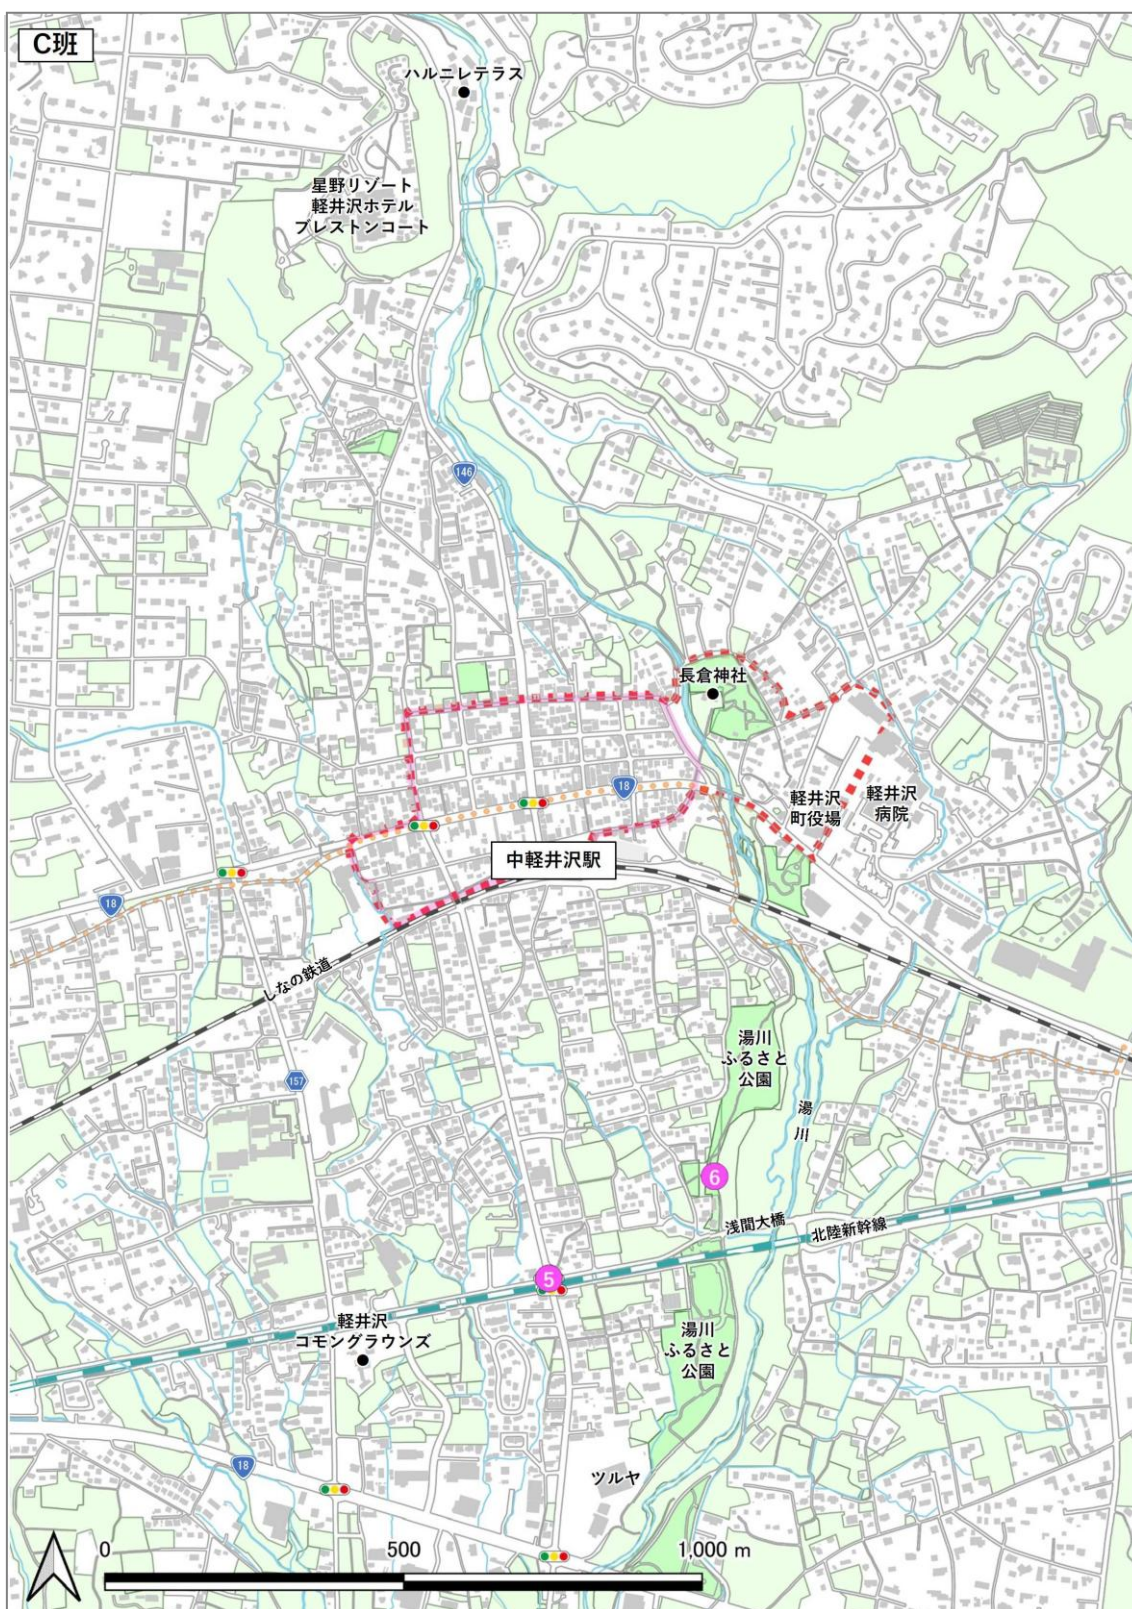 C班
ハルニレテラス
星野リゾート
軽井沢ホテル
ブレストンコート
146
長倉神社
18
軽井沢
町役場
軽井沢
病院
中軽井沢駅
18
しなの鉄道
湯川
ふるさと
公園
157
湯川
6
浅間大橋
北陸新幹線
5
軽井沢
コモングラウンズ
湯川
ふるさと
公園
18
ツルヤ
0 500 1,000 m